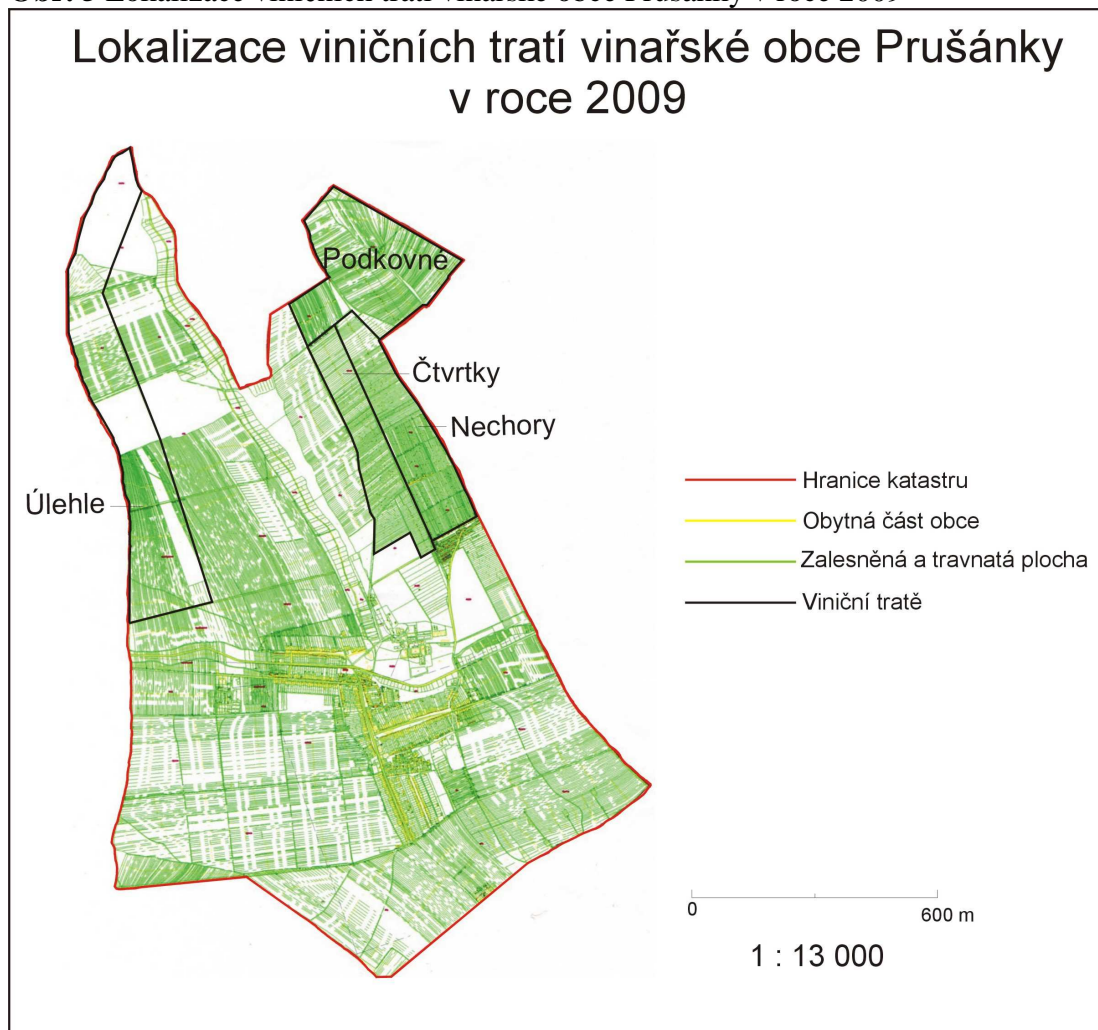 Lokalizace viničních tratí vinařské obce Prušánky
v roce 2009
Podkovné
Čtvrtky
Nechory
Úlehle
Hranice katastru
Obytná část obce
Zalesněná a travnatá plocha
Viniční tratě
0 600 m
1 : 13 000